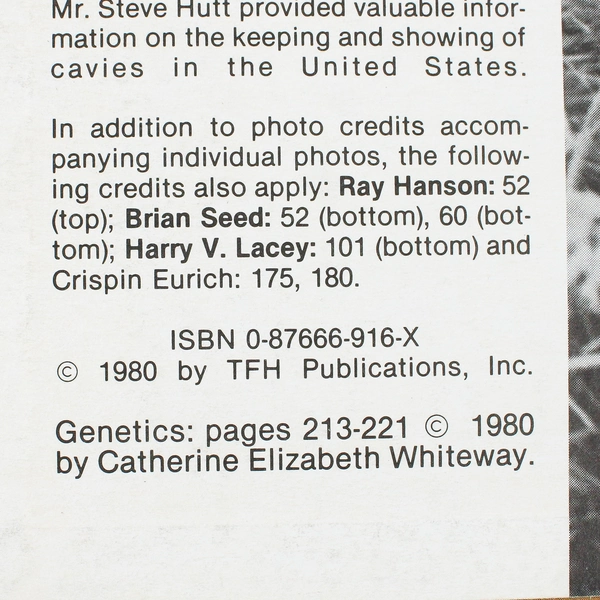 Mr. Steve Hutt provided valuable infor-
mation on the keeping and showing of
cavies in the United States.
In addition to photo credits accom-
panying individual photos, the follow-
ing credits also apply: Ray Hanson: 52
(top); Brian Seed: 52 (bottom), 60 (bot-
tom); Harry V. Lacey: 101 (bottom) and
Crispin Eurich: 175, 180.
ISBN 0-87666-916-X
© 1980 by TFH Publications, Inc.
Genetics: pages 213-221 © 1980
by Catherine Elizabeth Whiteway.